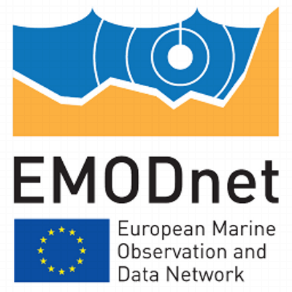 EMODnet
European Marine
Observation and
Data Network